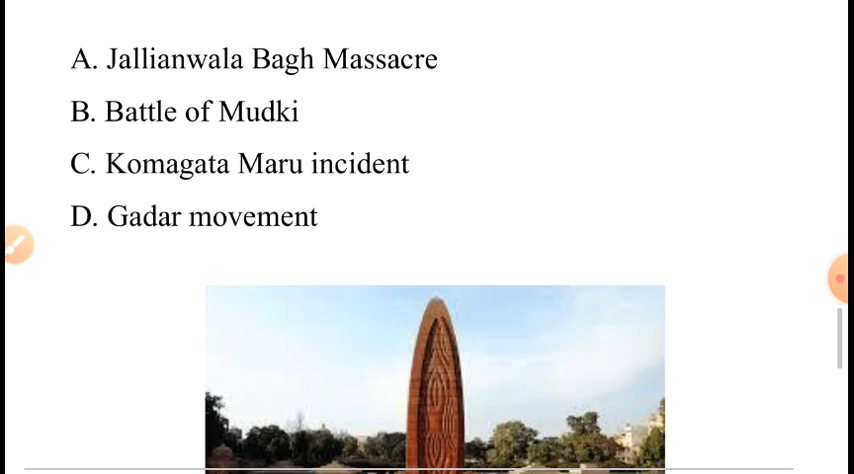 A. Jallianwala Bagh Massacre
B. Battle of Mudki
C. Komagata Maru incident
D. Gadar movement